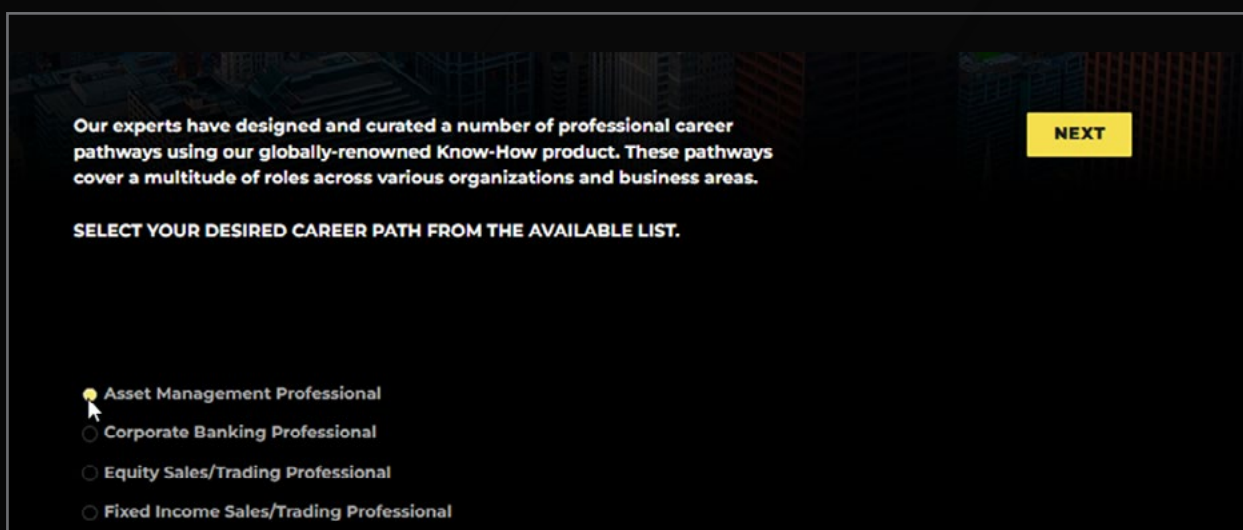 Our experts have designed and curated a number of professional career
pathways using our globally-renowned Know-How product. These pathways
cover a multitude of roles across various organizations and business areas.
NEXT
SELECT YOUR DESIRED CAREER PATH FROM THE AVAILABLE LIST.
Asset Management Professional
Corporate Banking Professional
Equity Sales/Trading Professional
Fixed Income Sales/Trading Professional